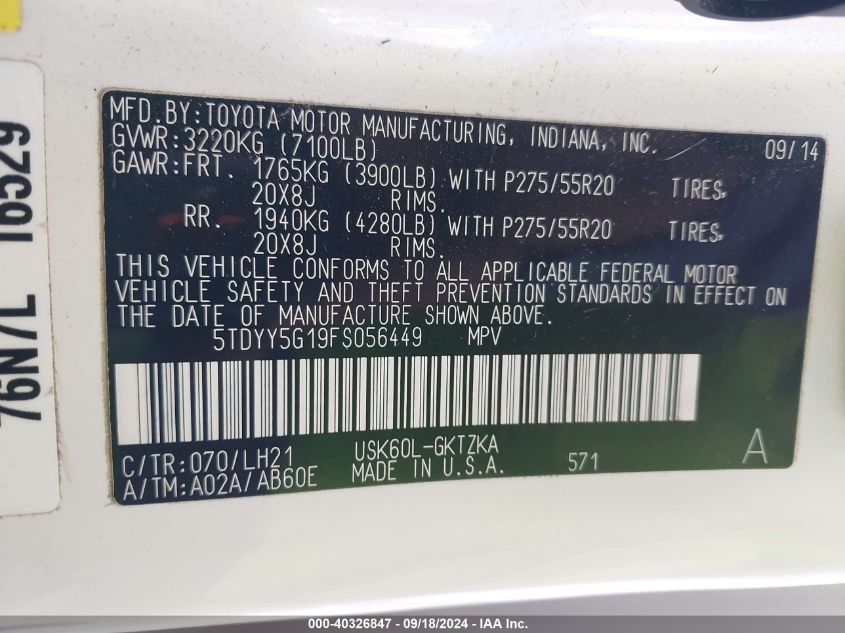 MFD.BY:TOYOTA MOTOR MANUFACTURING, INDIANA, INC.
GVWR:3220KG (7100LB) 09/14
GAWR:FRT. 1765KG (3900LB) WITH P275/55R20 TIRES,
20X8J RIMS.
RR. 1940KG (4280LB) WITH P275/55R20 TIRES,
20X8J RIMS.
THIS VEHICLE CONFORMS TO ALL APPLICABLE FEDERAL MOTOR
VEHICLE SAFETY AND THEFT PREVENTION STANDARDS IN EFFECT ON
THE DATE OF MANUFACTURE SHOWN ABOVE.
5TDYY5G19FS056449 MPV
C/TR:070/LH21 USK60L-GKTZKA 571 A
A/TM:A02A/AB60E MADE IN U.S.A.
76N7L 16529
000-40326847 - 09/18/2024 - IAA Inc.